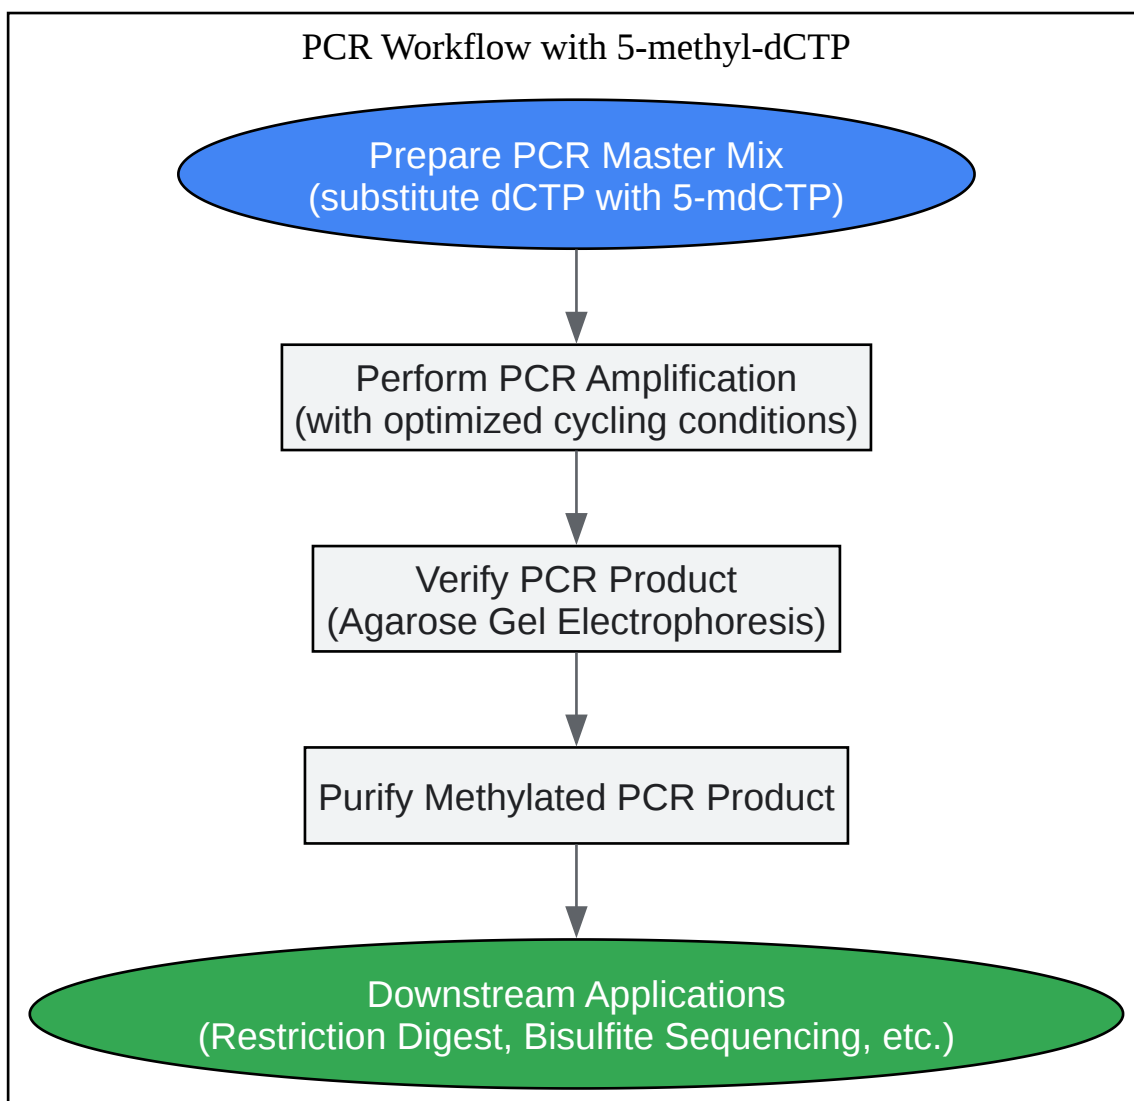 PCR Workflow with 5-methyl-dCTP
Prepare PCR Master Mix
(substitute dCTP with 5-mdCTP)
Perform PCR Amplification
(with optimized cycling conditions)
Verify PCR Product
(Agarose Gel Electrophoresis)
Purify Methylated PCR Product
Downstream Applications
(Restriction Digest, Bisulfite Sequencing, etc.)